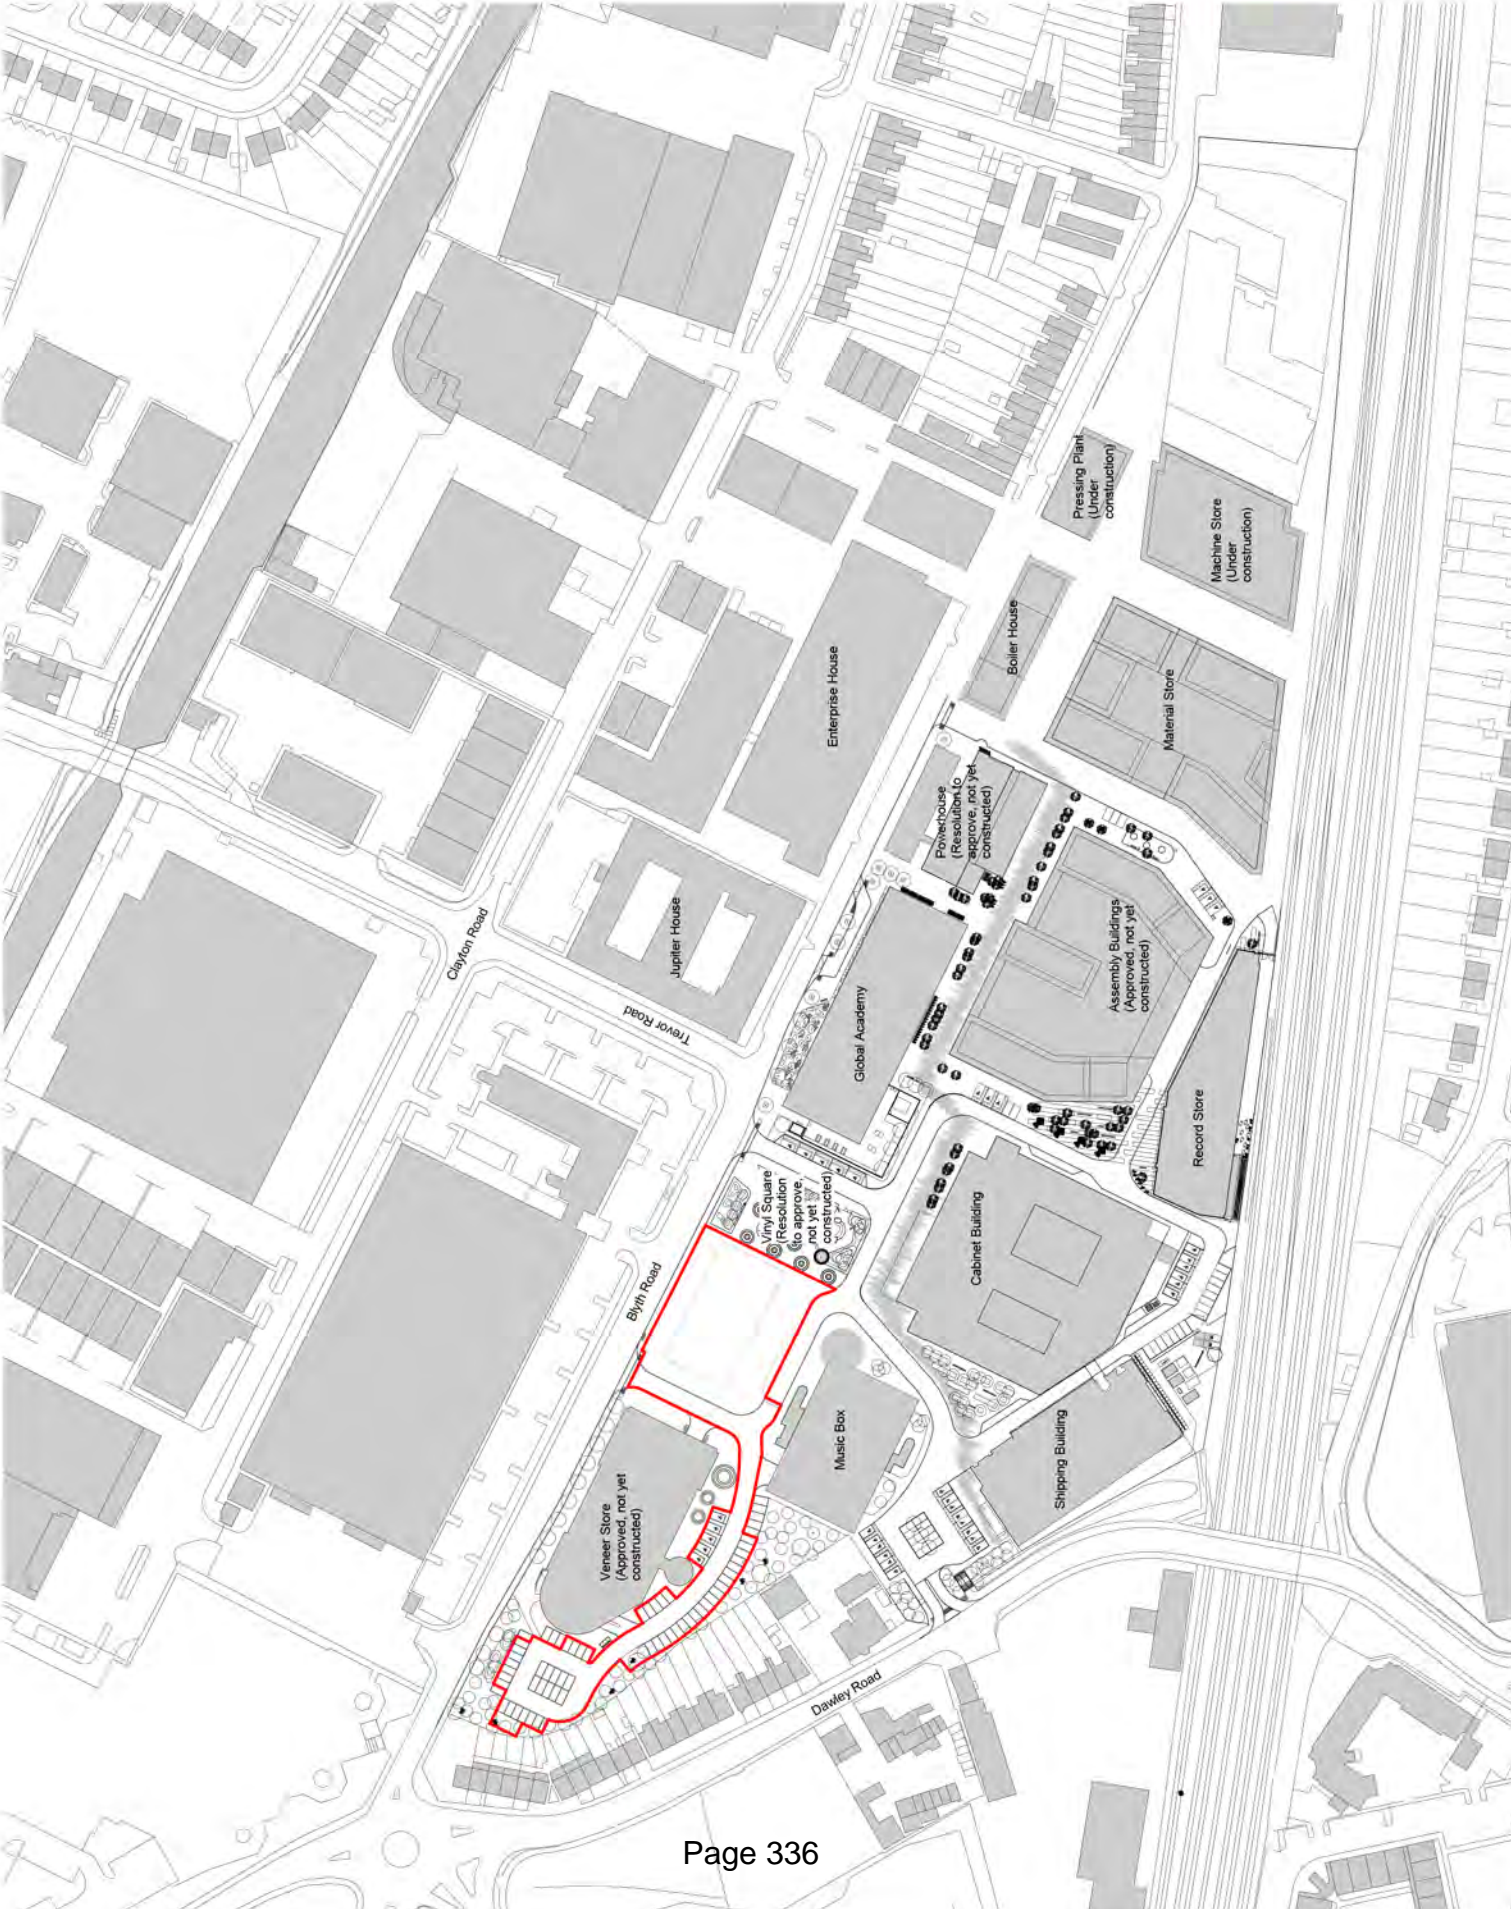 Pressing Plant
(Under
construction)
Machine Store
(Under
construction)
Boiler House
Material Store
Enterprise House
Powerhouse
(Resolution to
approve, not yet
constructed)
Clayton Road
Jupiter House
Trevor Road
Assembly Buildings
(Approved, not yet
constructed)
Global Academy
Record Store
Vinyl Square
(Resolution
to approve,
not yet
constructed)
Cabinet Building
Blyth Road
Music Box
Shipping Building
Veneer Store
(Approved, not yet
constructed)
Dawley Road
Page 336